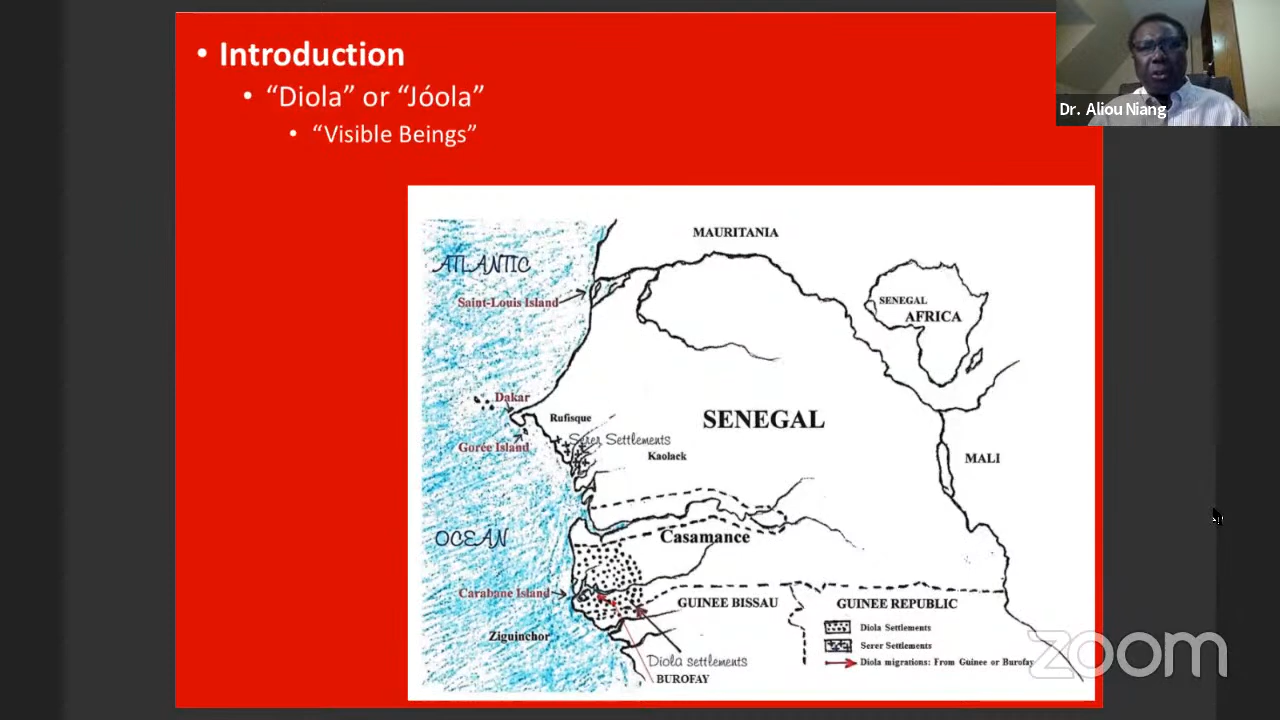 • Introduction
• “Diola” or “Jóola”
• “Visible Beings”
Dr. Aliou Niang
MAURITANIA
ATLANTIC
Saint-Louis Island
SENEGAL
AFRICA
Dakar
Rufisque
SENEGAL
Serer Settlements
Gorée Island
Kaolack
MALI
OCEAN
Casamance
Carabane Island
GUINEE BISSAU
GUINEE REPUBLIC
Diola Settlements
Ziguinchor
Serer Settlements
Diola settlements
Diola migrations: From Guinee or Burofay
BUROFAY
zoom